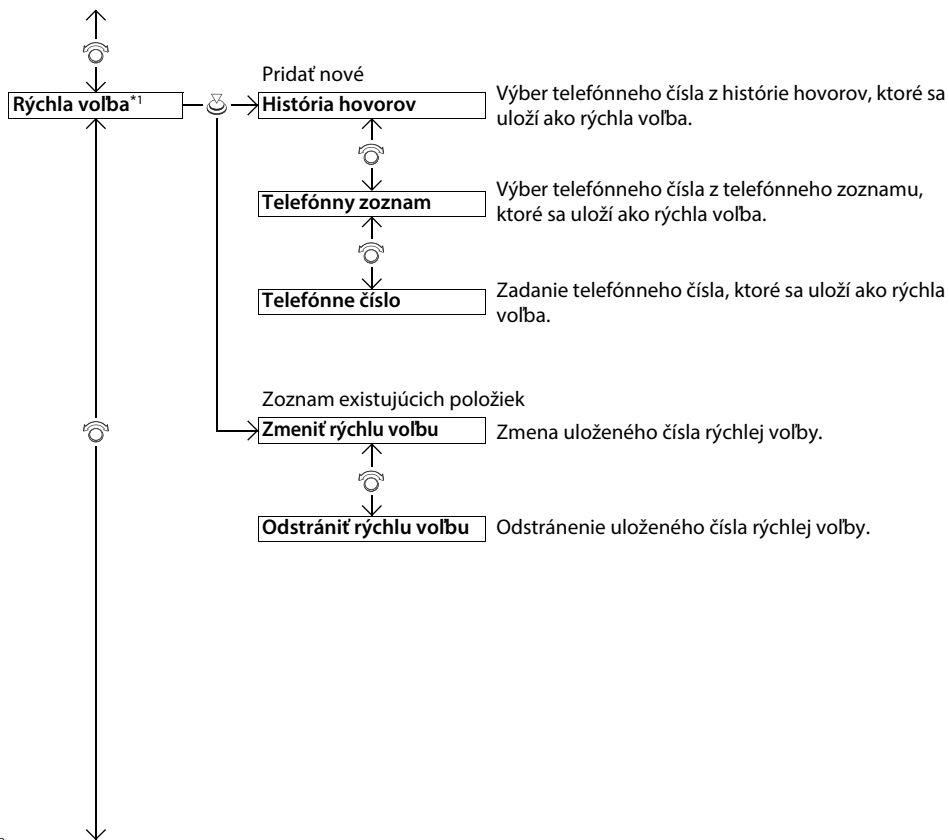 Pridať nové
Rýchla voľba*1
História hovorov
Výber telefónneho čísla z histórie hovorov, ktoré sa
uloží ako rýchla voľba.
Telefónny zoznam
Výber telefónneho čísla z telefónneho zoznamu,
ktoré sa uloží ako rýchla voľba.
Telefónne číslo
Zadanie telefónneho čísla, ktoré sa uloží ako rýchla
voľba.
Zoznam existujúcich položiek
Zmeniť rýchlu voľbu
Zmena uloženého čísla rýchlej voľby.
Odstrániť rýchlu voľbu
Odstránenie uloženého čísla rýchlej voľby.